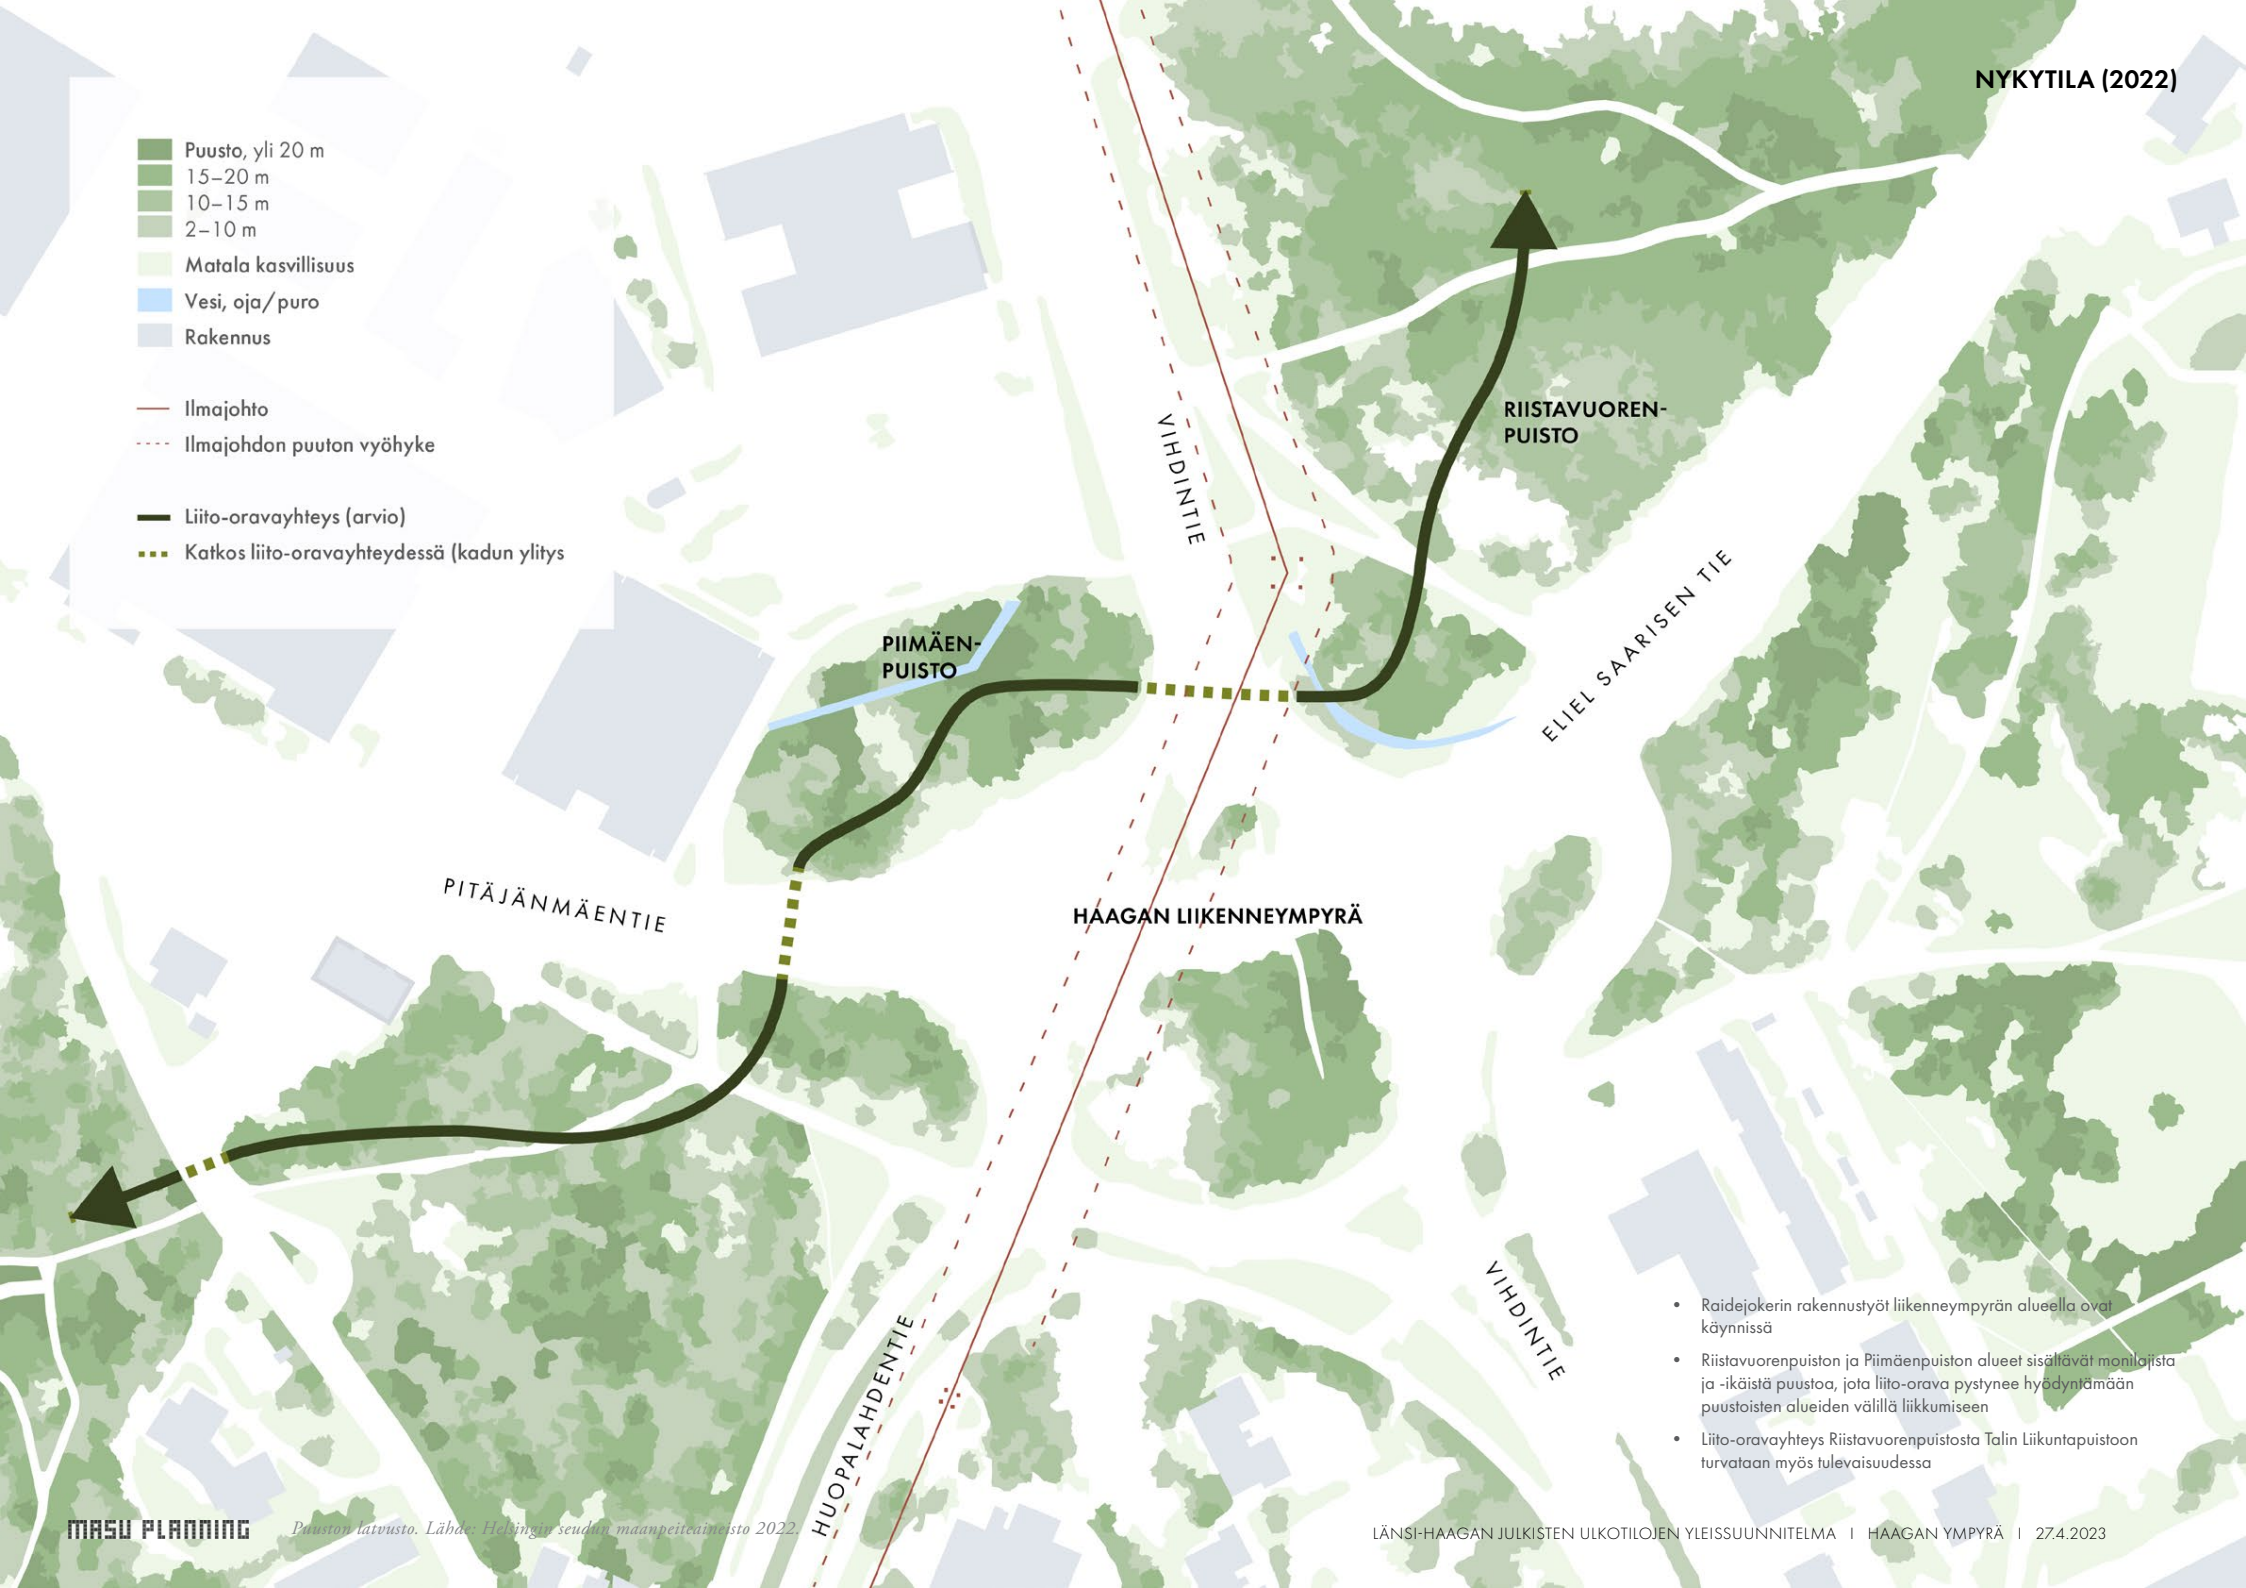 NYKYTILA (2022)
Puusto, yli 20 m
15–20 m
10–15 m
2–10 m
Matala kasvillisuus
Vesi, oja/puro
Rakennus
Ilmajohto
Ilmajohdon puuton vyöhyke
Liito-oravayhteys (arvio)
Katkos liito-oravayhteydessä (kadun ylitys
VIHDINTIE
RIISTAVUOREN-
PUISTO
ELIEL SAARISEN TIE
PIIMÄEN-
PUISTO
PITÄJÄNMÄENTIE
HAAGAN LIIKENNEYMPYRÄ
VIHDINTIE
HUOPALAHDENTIE
• Raidejokerin rakennustyöt liikenneympyrän alueella ovat
käynnissä
• Riistavuorenpuiston ja Piimäenpuiston alueet sisältävät monilajista
ja -ikäistä puustoa, jota liito-orava pystynee hyödyntämään
puustoisten alueiden välillä liikkumiseen
• Liito-oravayhteys Riistavuorenpuistosta Talin Liikuntapuistoon
turvataan myös tulevaisuudessa
MASU PLANNING
Puuston latvusto. Lähde: Helsingin seudun maanpeiteaineisto 2022.
LÄNSI-HAAGAN JULKISTEN ULKOTILOJEN YLEISSUUNNITELMA I HAAGAN YMPYRÄ I 27.4.2023